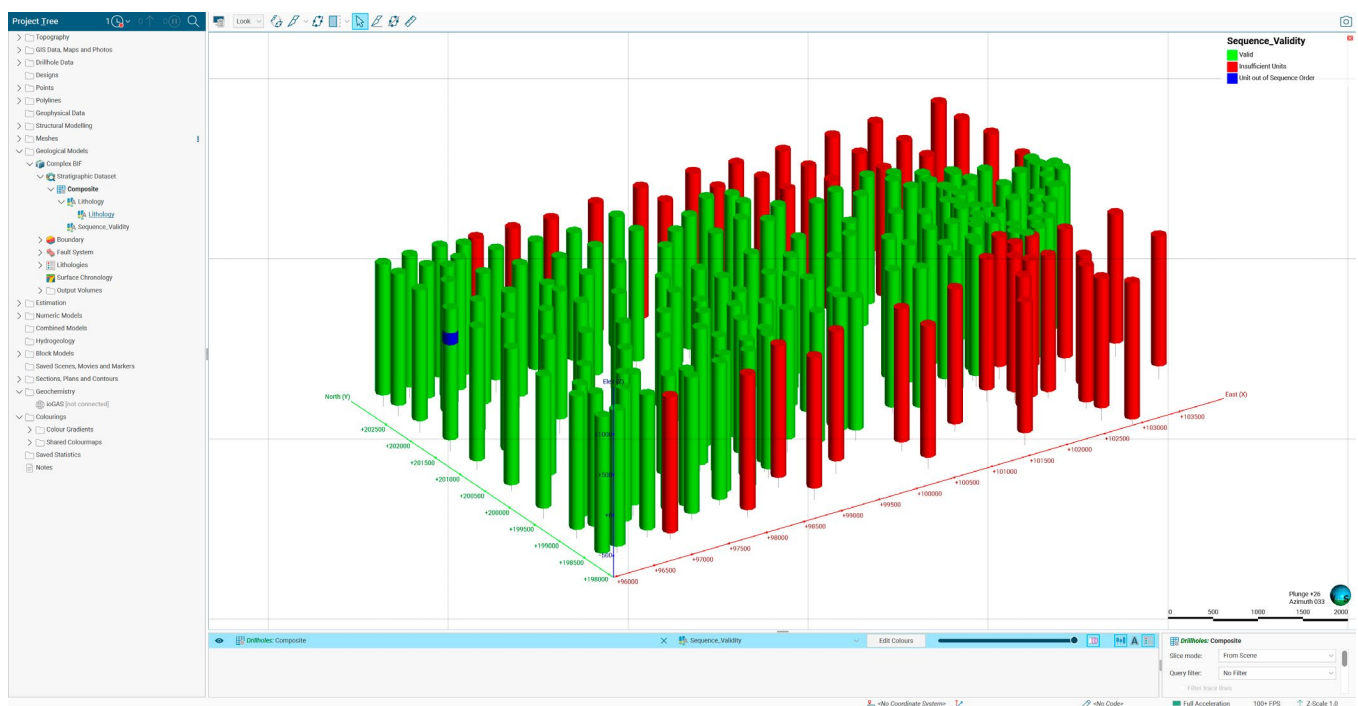 Project Tree 1 0 0
Look
Topography
GIS Data, Maps and Photos
Drillhole Data
Designs
Points
Polylines
Geophysical Data
Structural Modelling
Meshes
Geological Models
Complex BIF
Stratigraphic Dataset
Composite
Lithology
Lithology
Sequence_Validity
Boundary
Fault System
Lithologies
Surface Chronology
Output Volumes
Estimation
Numeric Models
Combined Models
Hydrogeology
Block Models
Saved Scenes, Movies and Markers
Sections, Plans and Contours
Geochemistry
ioGAS [not connected]
Colourings
Colour Gradients
Shared Colourmaps
Saved Statistics
Notes
Sequence_Validity
Valid
Insufficient Units
Unit out of Sequence Order
North (Y)
+202500
+202000
+201500
+201000
+200500
+200000
+199500
+199000
+198500
+198000
East (X)
+103500
+103000
+102500
+102000
+101500
+101000
+100500
+100000
+99500
+99000
+98500
+98000
+97500
+97000
+96500
+96000
Plunge +26
Azimuth 033
0 500 1000 1500 2000
Drillholes: Composite
Sequence_Validity
Edit Colours
Drillholes: Composite
Slice mode: From Scene
Query filter: No Filter
Filter trace lines
<No Coordinate System>
<No Code>
Full Acceleration 100+ FPS Z-Scale 1.0